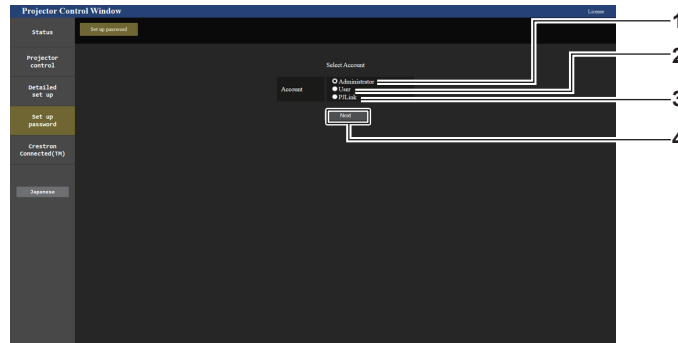 Projector Control Window
License
Status
Set up password
Projector
control
Detailed
set up
Set up
password
Crestron
Connected(TM)
Japanese
Select Account
Account
Administrator
User
PJLink
Next
1
2
3
4